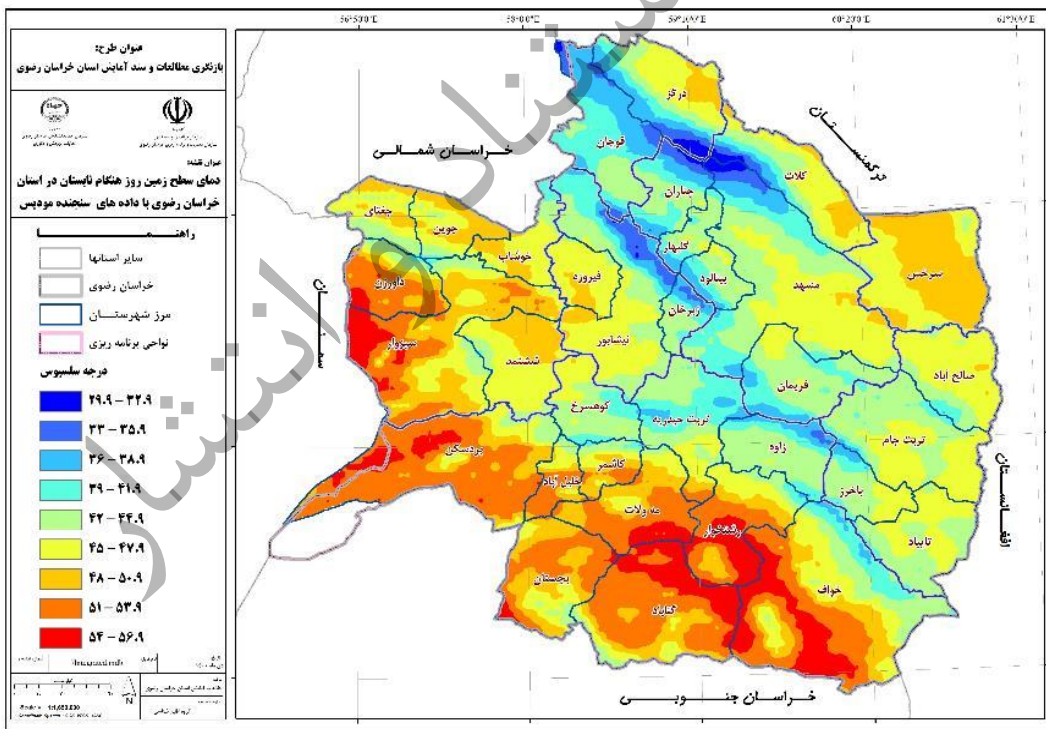 عنوان طرح:
بازنگری مطالعات و سند آمایش استان خراسان رضوی
عنوان نقشه:
دمای سطح زمین روز هنگام تابستان در استان
خراسان رضوی با داده های سنجنده مودیس
راهنما
سایر استانها
خراسان رضوی
مرز شهرستان
نواحی برنامه ریزی
درجه سلسیوس
۲۹.۹ – ۳۲.۹
۳۳ – ۳۵.۹
۳۶ – ۳۸.۹
۳۹ – ۴۱.۹
۴۲ – ۴۴.۹
۴۵ – ۴۷.۹
۴۸ – ۵۰.۹
۵۱ – ۵۳.۹
۵۴ – ۵۶.۹
N
خراسان شمالی
ترکمنستان
سمنان
افغانستان
خراسان جنوبی
درگز
قوچان
کلات
چناران
گلبهار
بینالود
مشهد
سرخس
جغتای
جوین
خوشاب
فیروزه
داورزن
زبرخان
سبزوار
ششتمد
نیشابور
صالح آباد
فریمان
کوهسرخ
تربت حیدریه
تربت جام
زاوه
بردسکن
کاشمر
خلیل آباد
باخرز
مه ولات
رشتخوار
تایباد
خواف
بجستان
گناباد